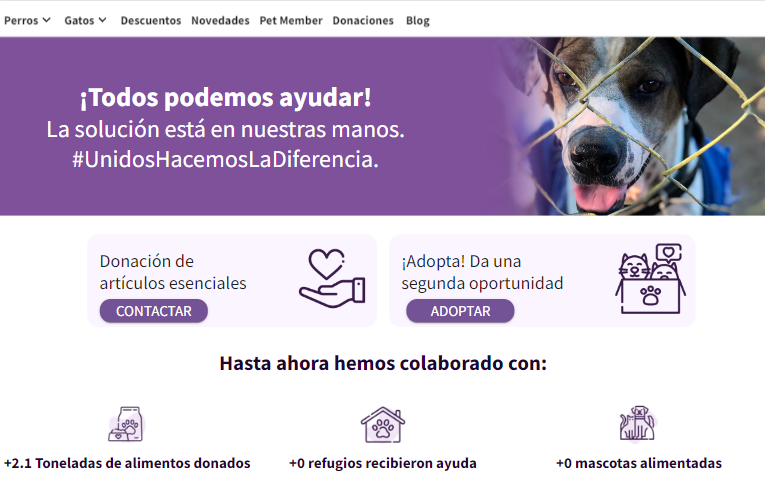 Perros Gatos Descuentos Novedades Pet Member Donaciones Blog
¡Todos podemos ayudar!
La solución está en nuestras manos.
#UnidosHacemosLaDiferencia.
Donación de
artículos esenciales
CONTACTAR
¡Adopta! Da una
segunda oportunidad
ADOPTAR
Hasta ahora hemos colaborado con:
+2.1 Toneladas de alimentos donados
+0 refugios recibieron ayuda
+0 mascotas alimentadas